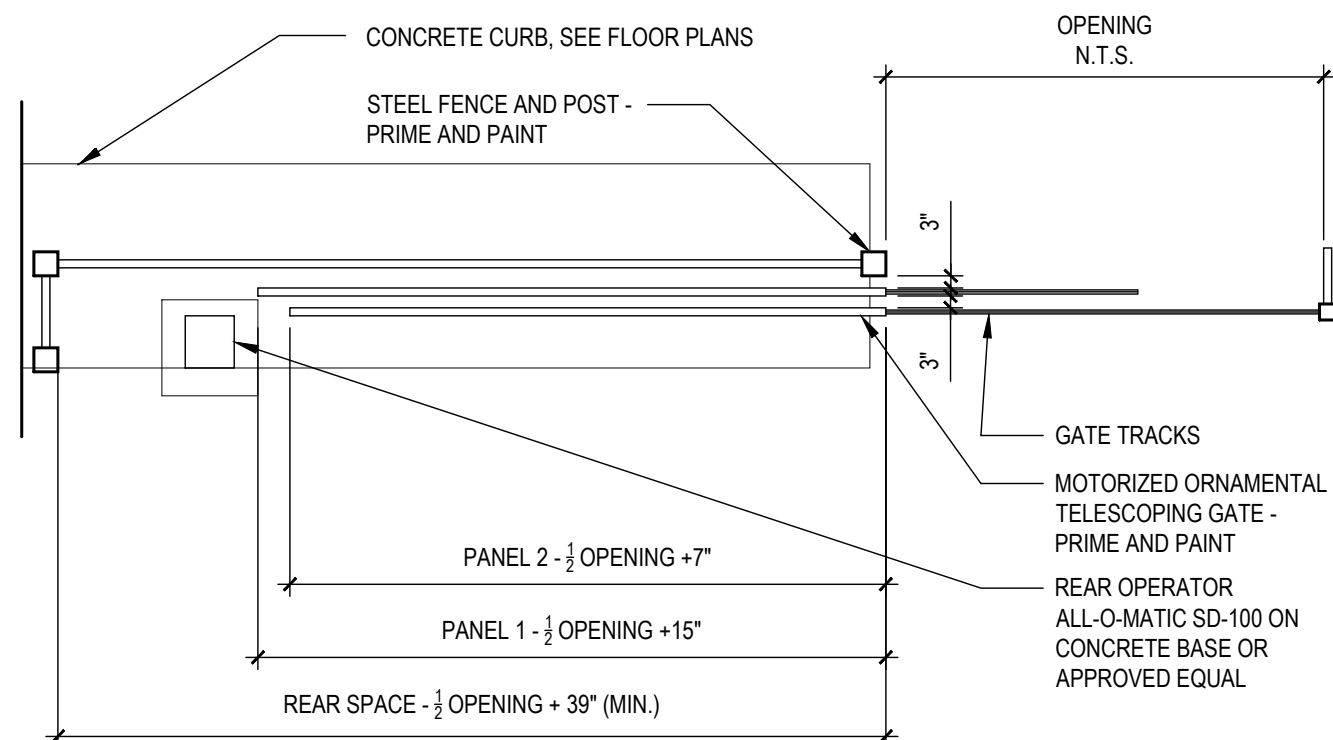 OPENING
N.T.S.
CONCRETE CURB, SEE FLOOR PLANS
STEEL FENCE AND POST -
PRIME AND PAINT
3"
3"
GATE TRACKS
MOTORIZED ORNAMENTAL
TELESCOPING GATE -
PRIME AND PAINT
REAR OPERATOR
ALL-O-MATIC SD-100 ON
CONCRETE BASE OR
APPROVED EQUAL
PANEL 2 - 1/2 OPENING +7"
PANEL 1 - 1/2 OPENING +15"
REAR SPACE - 1/2 OPENING + 39" (MIN.)